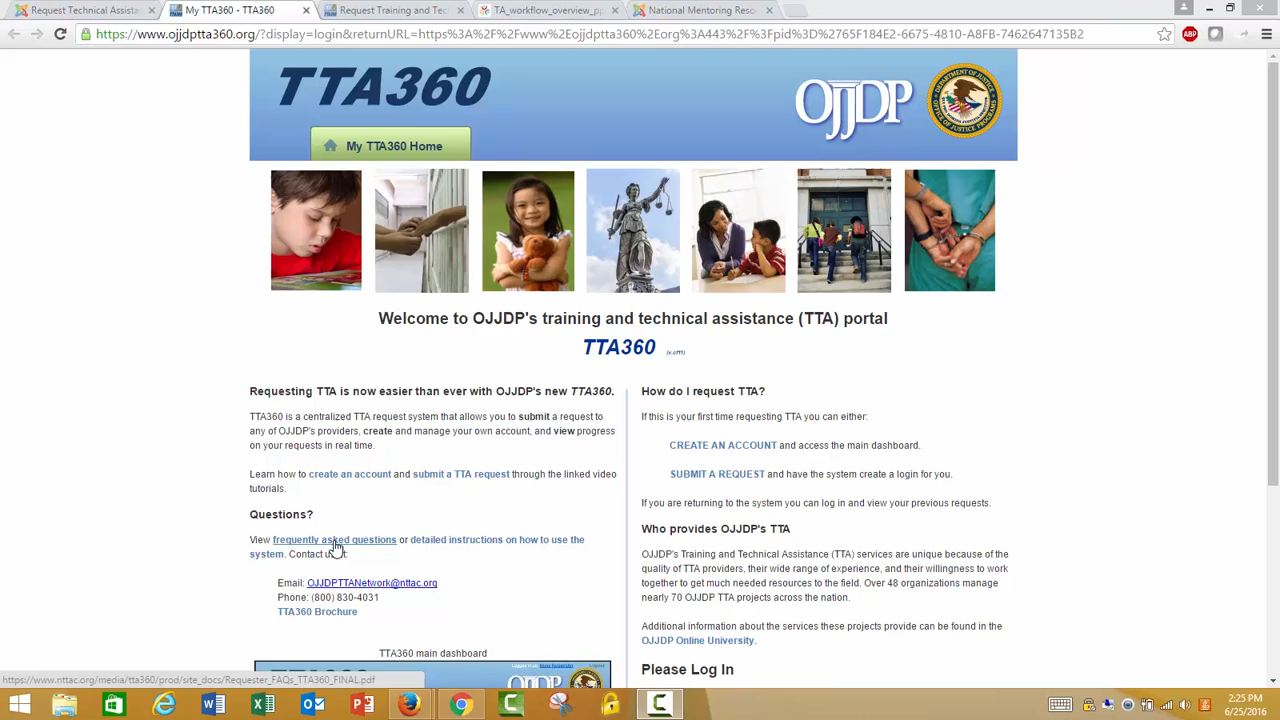 Request Technical Assista
My TTA360 - TTA360
Request Training and Tec
TA_workflow_overview_pp
National Mentoring Reso
https://www.ojjdptta360.org/?display=login&returnURL=https%3A%2F%2Fwww%2Eojjdptta360%2Eorg%3A443%2F%3Fpid%3D%2765F184E2-6675-4810-A8FB-7462647135B2
ABP
TTA360
OJJDP
My TTA360 Home
Welcome to OJJDP's training and technical assistance (TTA) portal
TTA360
Requesting TTA is now easier than ever with OJJDP's new TTA360.
TTA360 is a centralized TTA request system that allows you to submit a request to
any of OJJDP's providers, create and manage your own account, and view progress
on your requests in real time.
Learn how to create an account and submit a TTA request through the linked video
tutorials.
Questions?
View frequently asked questions or detailed instructions on how to use the
system. Contact us at:
Email: OJJDPTTANetwork@nttac.org
Phone: (800) 830-4031
TTA360 Brochure
TTA360 main dashboard
How do I request TTA?
If this is your first time requesting TTA you can either:
CREATE AN ACCOUNT and access the main dashboard.
SUBMIT A REQUEST and have the system create a login for you.
If you are returning to the system you can log in and view your previous requests.
Who provides OJJDP's TTA
OJJDP's Training and Technical Assistance (TTA) services are unique because of the
quality of TTA providers, their wide range of experience, and their willingness to work
together to get much needed resources to the field. Over 48 organizations manage
nearly 70 OJJDP TTA projects across the nation.
Additional information about the services these projects provide can be found in the
OJJDP Online University.
Please Log In
https://www.nttac.org/media/tta360/prod/site_docs/Requester_FAQs_TTA360_FINAL.pdf
2:25 PM
6/25/2016